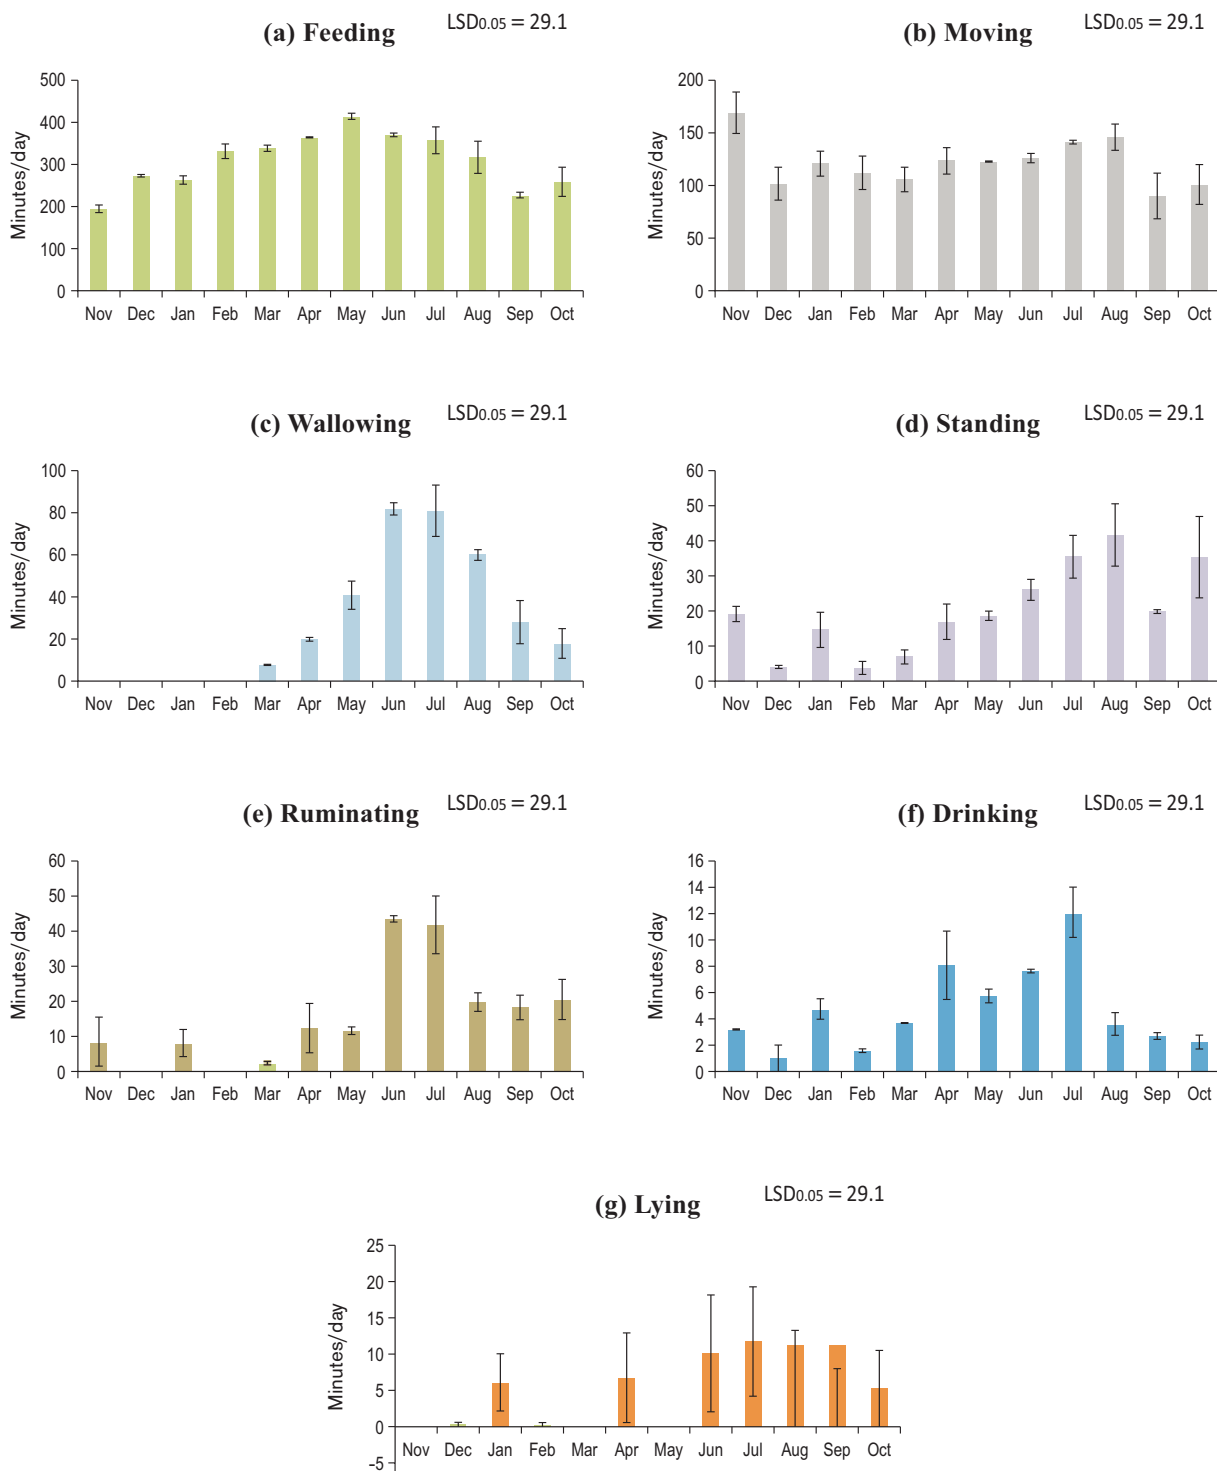 (a) Feeding
LSD0.05 = 29.1
Minutes/day
500
400
300
200
100
0
Nov Dec Jan Feb Mar Apr May Jun Jul Aug Sep Oct
(b) Moving
LSD0.05 = 29.1
Minutes/day
200
150
100
50
0
Nov Dec Jan Feb Mar Apr May Jun Jul Aug Sep Oct
(c) Wallowing
LSD0.05 = 29.1
Minutes/day
100
80
60
40
20
0
Nov Dec Jan Feb Mar Apr May Jun Jul Aug Sep Oct
(d) Standing
LSD0.05 = 29.1
Minutes/day
60
50
40
30
20
10
0
Nov Dec Jan Feb Mar Apr May Jun Jul Aug Sep Oct
(e) Ruminating
LSD0.05 = 29.1
Minutes/day
60
50
40
30
20
10
0
Nov Dec Jan Feb Mar Apr May Jun Jul Aug Sep Oct
(f) Drinking
LSD0.05 = 29.1
Minutes/day
16
14
12
10
8
6
4
2
0
Nov Dec Jan Feb Mar Apr May Jun Jul Aug Sep Oct
(g) Lying
LSD0.05 = 29.1
Minutes/day
25
20
15
10
5
0
-5
Nov Dec Jan Feb Mar Apr May Jun Jul Aug Sep Oct